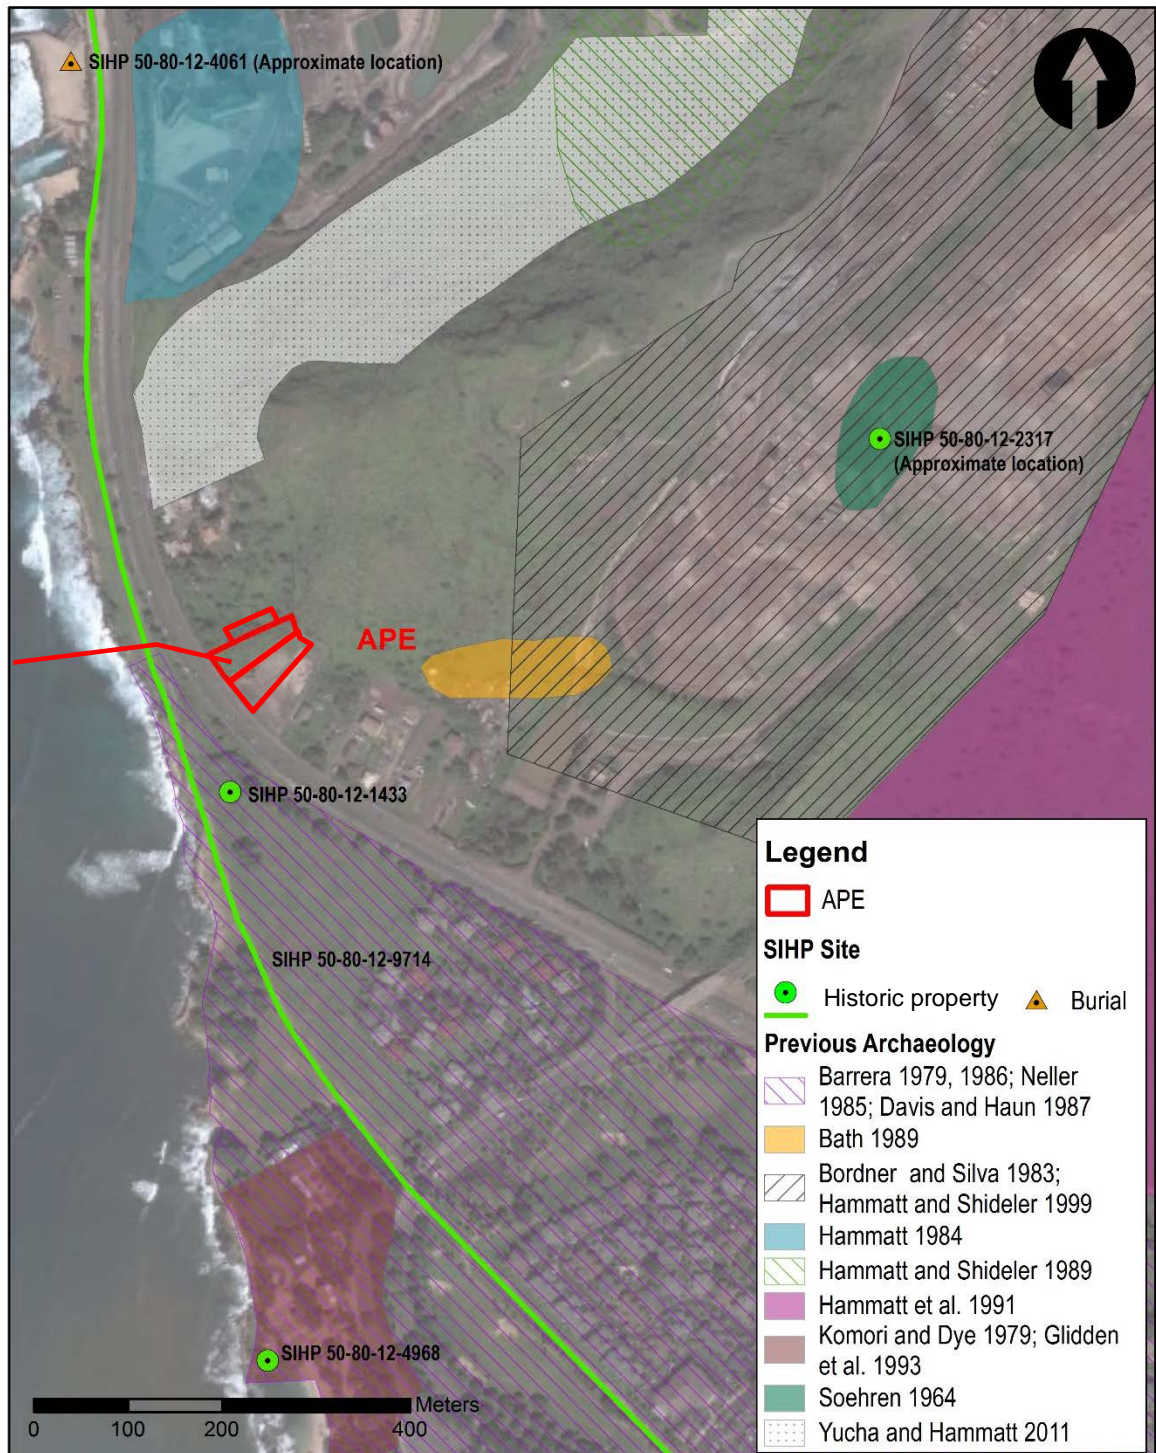 SIHP 50-80-12-4061 (Approximate location)
SIHP 50-80-12-2317
(Approximate location)
APE
SIHP 50-80-12-1433
SIHP 50-80-12-9714
SIHP 50-80-12-4968
Meters
0 100 200 400
Legend
APE
SIHP Site
Historic property Burial
Previous Archaeology
Barrera 1979, 1986; Neller
1985; Davis and Haun 1987
Bath 1989
Bordner and Silva 1983;
Hammatt and Shideler 1999
Hammatt 1984
Hammatt and Shideler 1989
Hammatt et al. 1991
Komori and Dye 1979; Glidden
et al. 1993
Soehren 1964
Yucha and Hammatt 2011